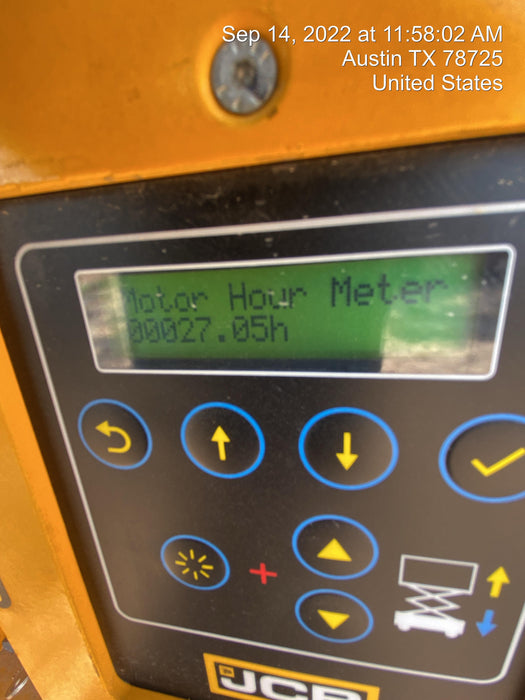 Sep 14, 2022 at 11:58:02 AM
Austin TX 78725
United States
Motor Hour Meter
00027.05h
JCB